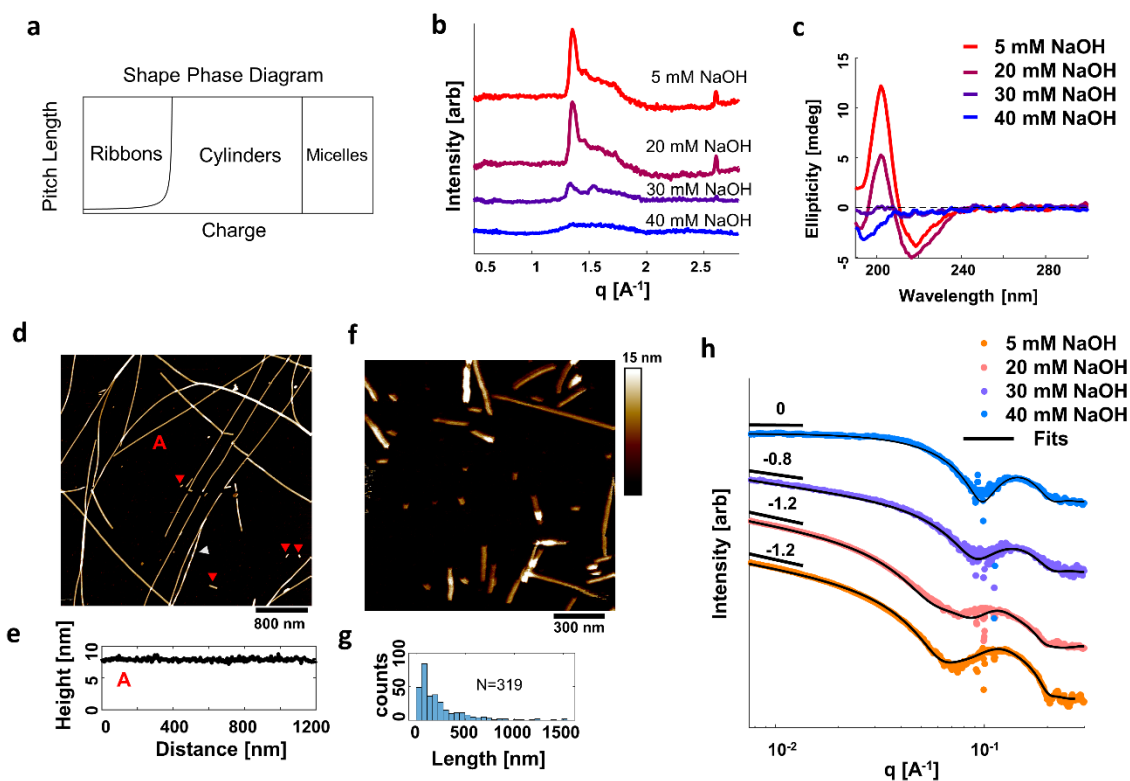 a
Shape Phase Diagram
Pitch Length
Ribbons
Cylinders
Micelles
Charge
b
Intensity [arb]
5 mM NaOH
20 mM NaOH
30 mM NaOH
40 mM NaOH
0.5 1 1.5 2 2.5
q [A⁻¹]
c
5 mM NaOH
20 mM NaOH
30 mM NaOH
40 mM NaOH
Ellipticity [mdeg]
15
10
5
0
-5
200 240 280
Wavelength [nm]
d
A
800 nm
e
Height [nm]
10
5
0
A
0 400 800 1200
Distance [nm]
f
15 nm
0
300 nm
g
counts
100
50
0
N=319
0 500 1000 1500
Length [nm]
h
5 mM NaOH
20 mM NaOH
30 mM NaOH
40 mM NaOH
Fits
Intensity [arb]
0
-0.8
-1.2
-1.2
10⁻² 10⁻¹
q [A⁻¹]